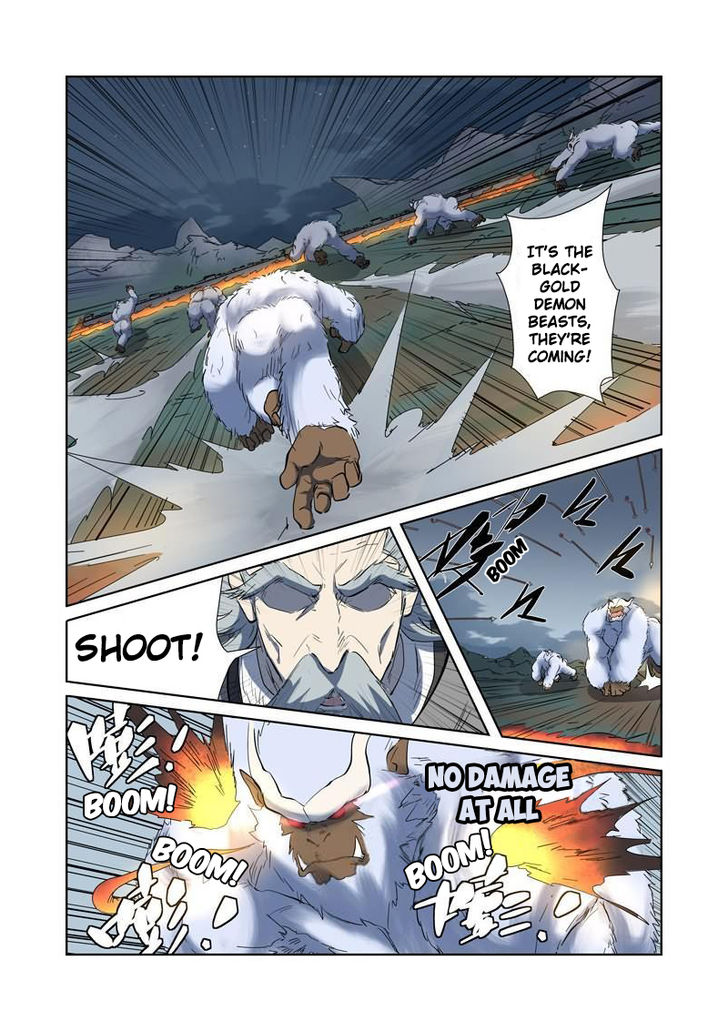 IT'S THE
BLACK-
GOLD
DEMON
BEASTS,
THEY'RE
COMING!
SHOOT!
BOOM
NO DAMAGE
AT ALL
BOOM!
BOOM!
BOOM!